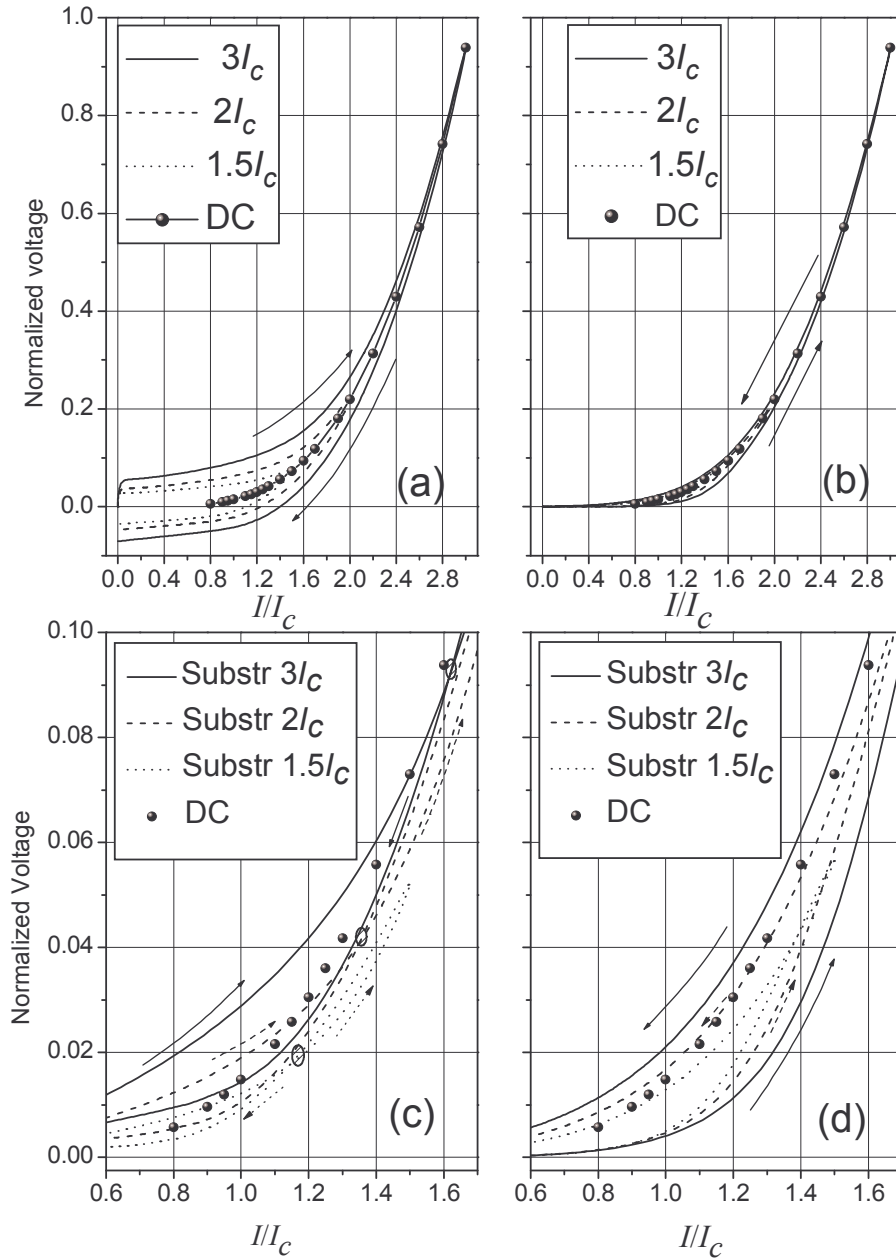 1.0
0.8
0.6
0.4
0.2
0.0
Normalized voltage
3I_c
2I_c
1.5I_c
DC
(a)
0.0 0.4 0.8 1.2 1.6 2.0 2.4 2.8
I/I_c
3I_c
2I_c
1.5I_c
DC
(b)
0.0 0.4 0.8 1.2 1.6 2.0 2.4 2.8
I/I_c
0.10
0.08
0.06
0.04
0.02
0.00
Normalized Voltage
Substr 3I_c
Substr 2I_c
Substr 1.5I_c
DC
(c)
0.6 0.8 1.0 1.2 1.4 1.6
I/I_c
Substr 3I_c
Substr 2I_c
Substr 1.5I_c
DC
(d)
0.6 0.8 1.0 1.2 1.4 1.6
I/I_c